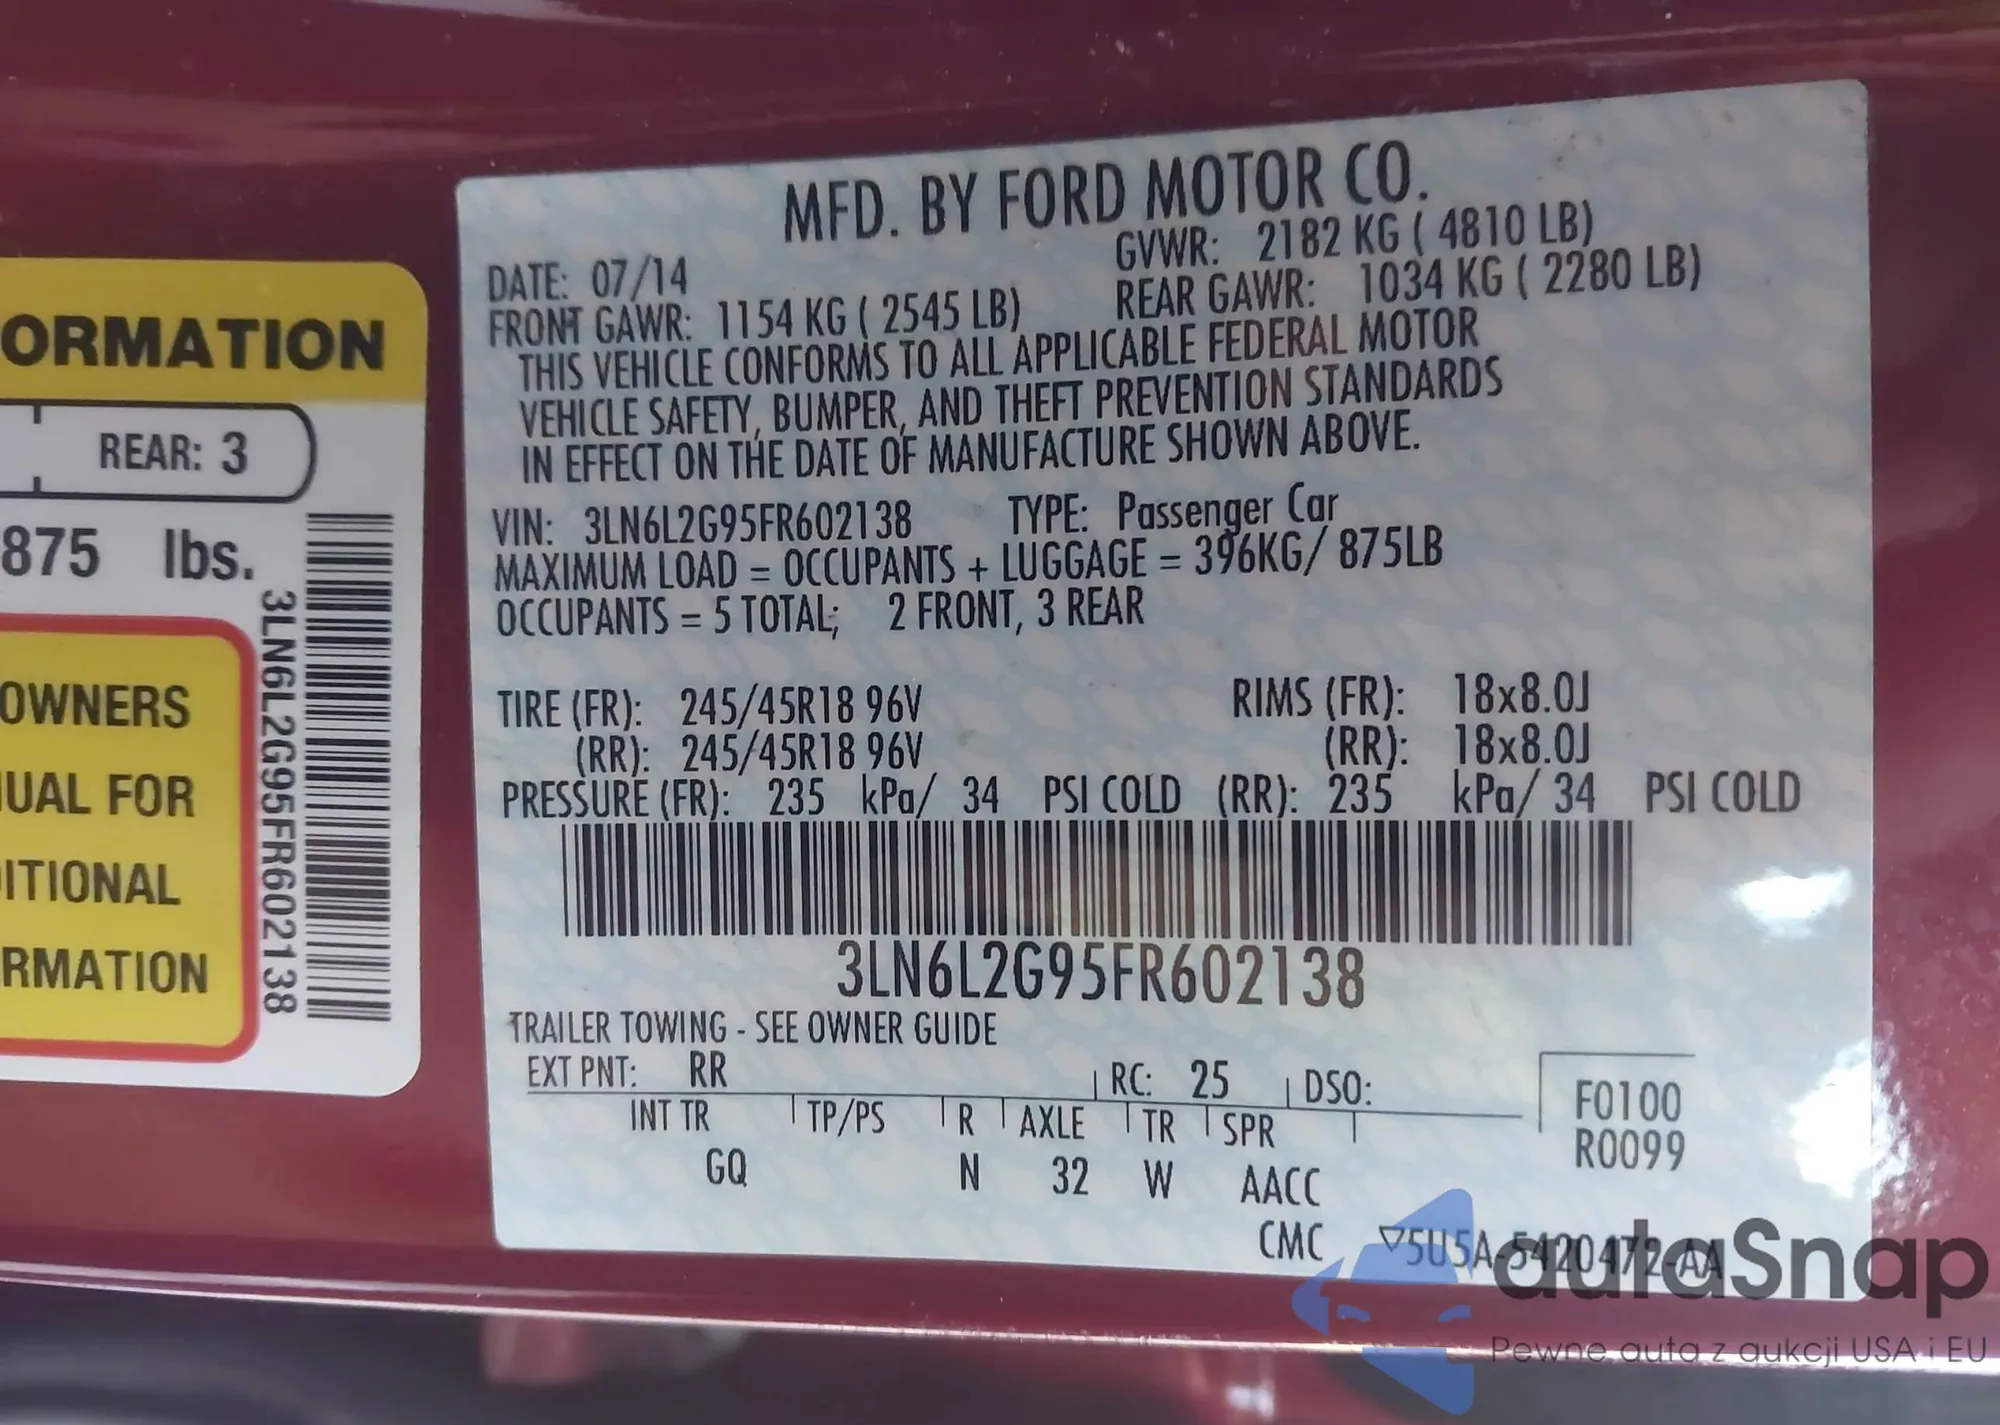 ORMATION
REAR: 3
875 lbs.
OWNERS
UAL FOR
ITIONAL
RMATION
3LN6L2G95FR602138
MFD. BY FORD MOTOR CO.
DATE: 07/14 GVWR: 2182 KG ( 4810 LB)
FRONT GAWR: 1154 KG ( 2545 LB) REAR GAWR: 1034 KG ( 2280 LB)
THIS VEHICLE CONFORMS TO ALL APPLICABLE FEDERAL MOTOR
VEHICLE SAFETY, BUMPER, AND THEFT PREVENTION STANDARDS
IN EFFECT ON THE DATE OF MANUFACTURE SHOWN ABOVE.
VIN: 3LN6L2G95FR602138 TYPE: Passenger Car
MAXIMUM LOAD = OCCUPANTS + LUGGAGE = 396KG/ 875LB
OCCUPANTS = 5 TOTAL; 2 FRONT, 3 REAR
TIRE (FR): 245/45R18 96V RIMS (FR): 18x8.0J
(RR): 245/45R18 96V (RR): 18x8.0J
PRESSURE (FR): 235 kPa/ 34 PSI COLD (RR): 235 kPa/ 34 PSI COLD
3LN6L2G95FR602138
TRAILER TOWING - SEE OWNER GUIDE
EXT PNT: RR RC: 25 DSO:
INT TR TP/PS R AXLE TR SPR
GQ N 32 W AACC
F0100
R0099
CMC ▽5U5A-5420472-AA
autaSnap
Pewne auta z aukcji USA i EU